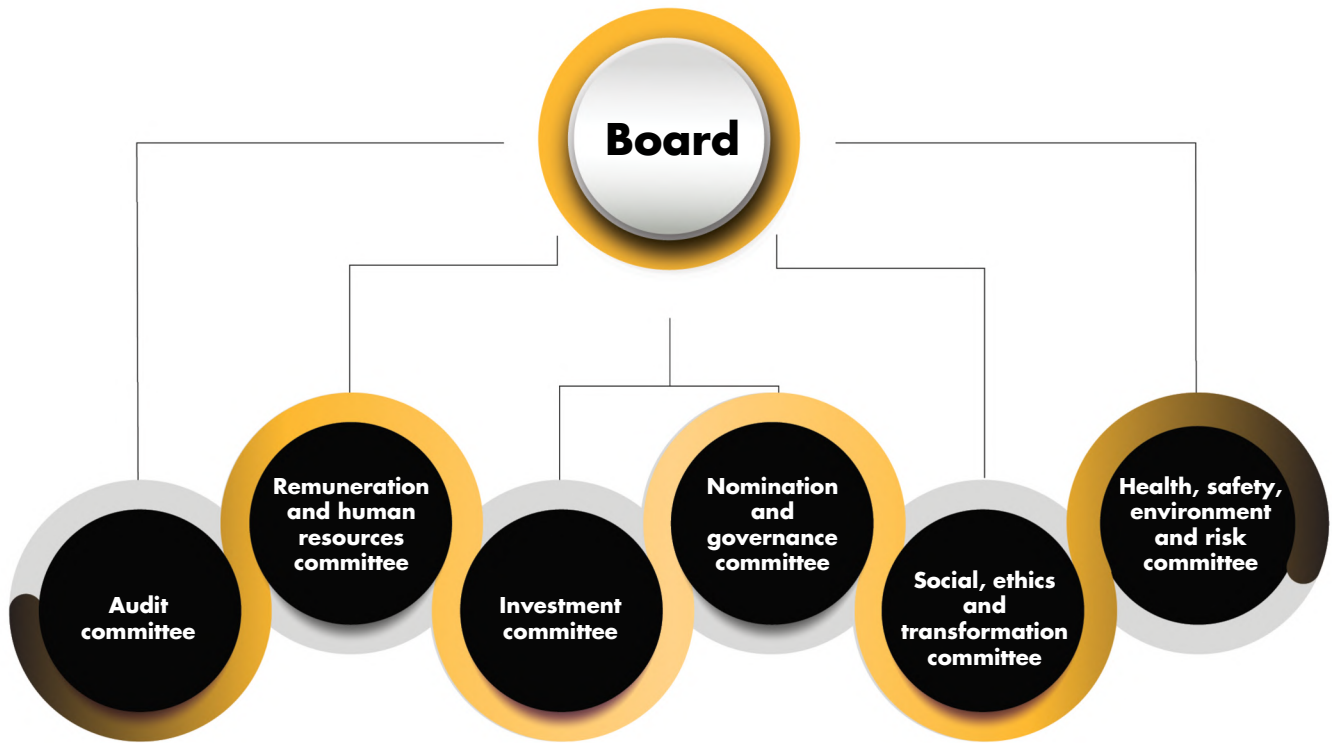 Board
Audit
committee
Remuneration
and human
resources
committee
Investment
committee
Nomination
and
governance
committee
Social, ethics
and
transformation
committee
Health, safety,
environment
and risk
committee